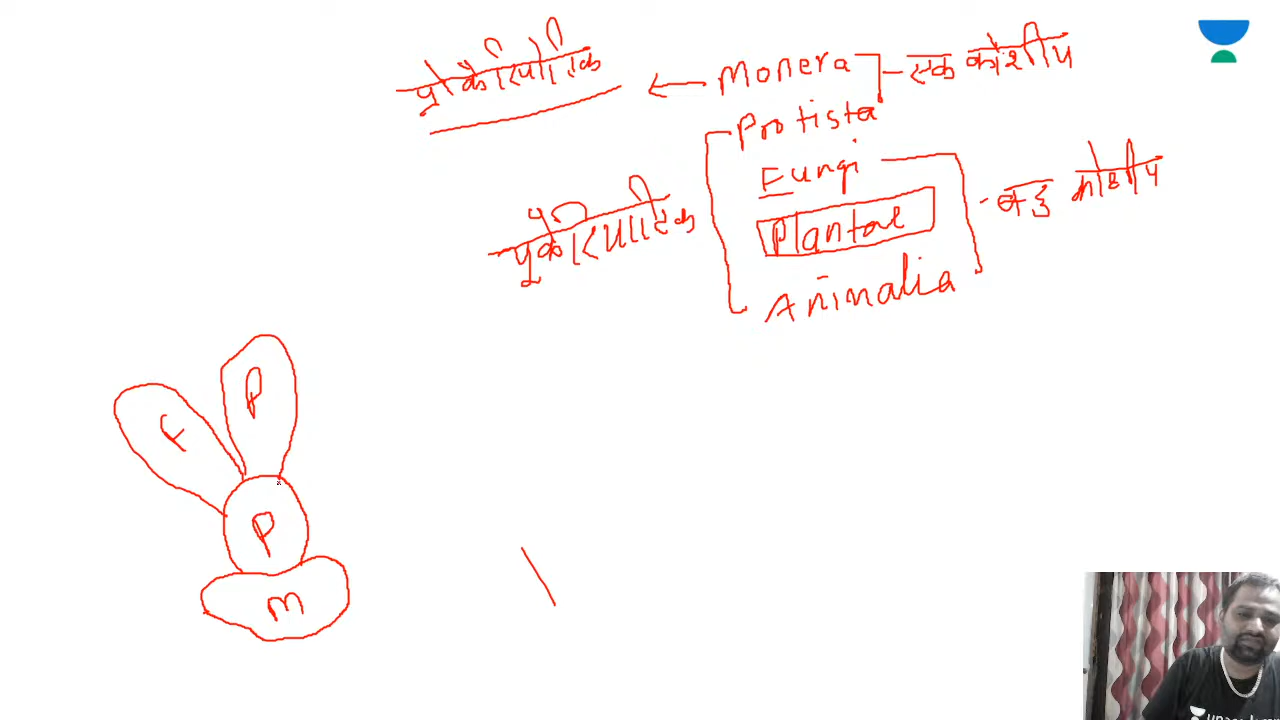 प्रोकैरियोटिक
Monera
एक कोशीय
Protista
Fungi
यूकैरियोटिक
Plantae
बहु कोशीय
Animalia
P
F
P
M